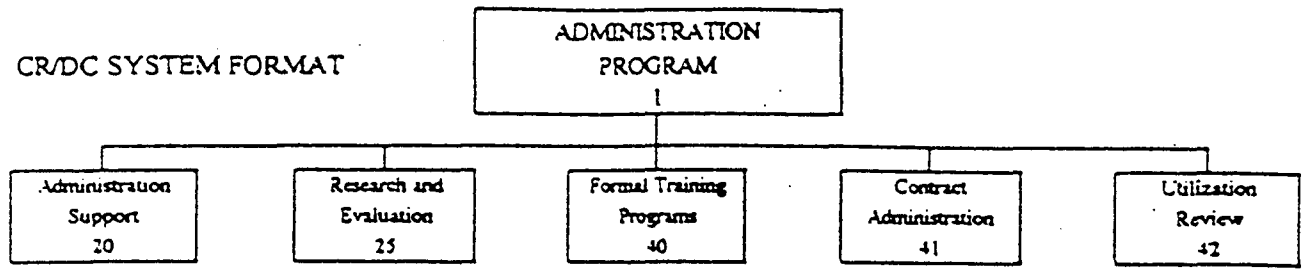 CR/DC SYSTEM FORMAT
ADMINISTRATION
PROGRAM
1
Administration
Support
20
Research and
Evaluation
25
Formal Training
Programs
40
Contract
Administration
41
Utilization
Review
42